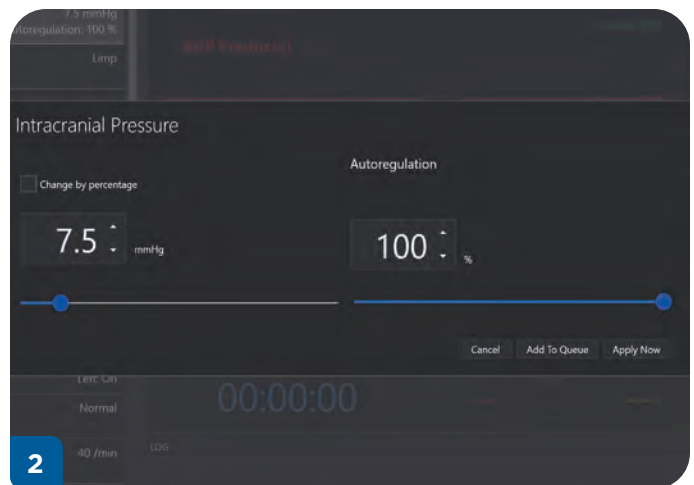 7.5 mmHg
utoregulation: 100 %
Limp
Intracranial Pressure
Autoregulation
Change by percentage
7.5 mmHg
100 %
Cancel Add To Queue Apply Now
Left: On
Normal
00:00:00
40 /min
LOG
2